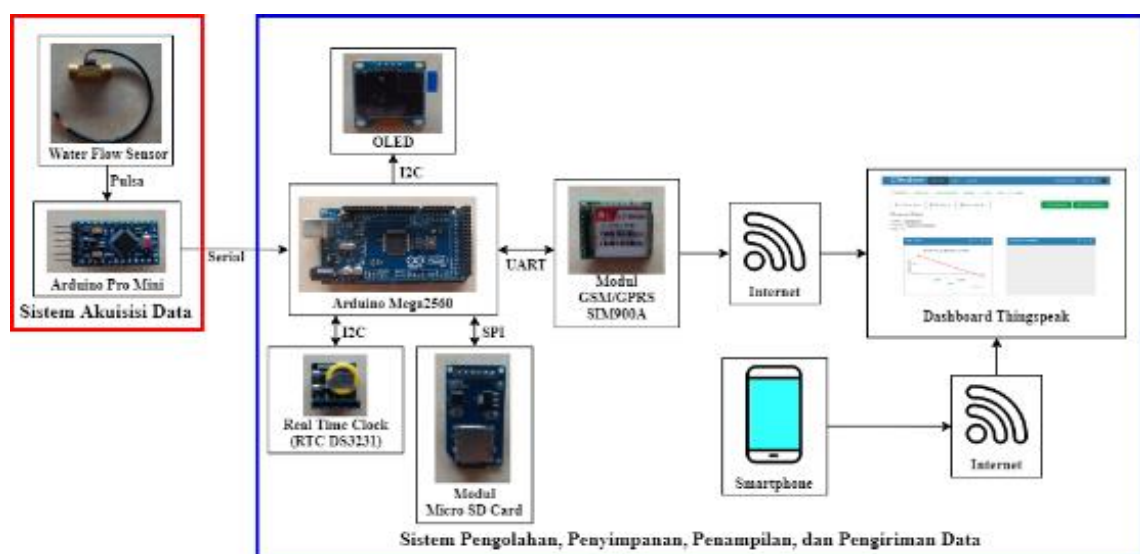 Water Flow Sensor
Pulsa
Arduino Pro Mini
Sistem Akuisisi Data
Serial
OLED
I2C
Arduino Mega2560
I2C
SPI
Real Time Clock
(RTC DS3231)
Modul
Micro SD Card
UART
Modul
GSM/GPRS
SIM900A
Internet
Dashboard Thingspeak
Smartphone
Internet
Sistem Pengolahan, Penyimpanan, Penampilan, dan Pengiriman Data